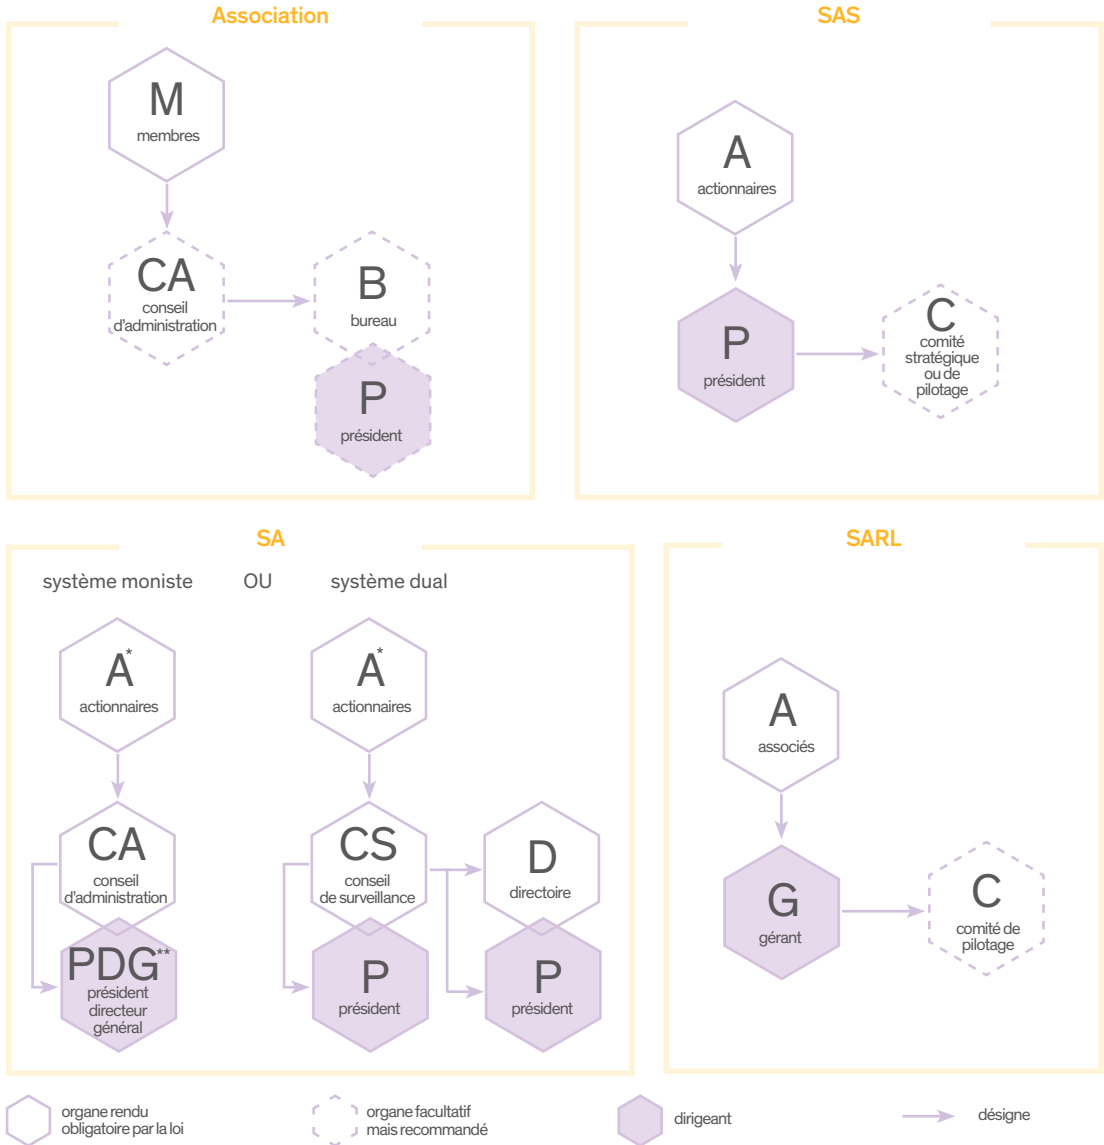 Association
M
membres
CA
conseil
d'administration
B
bureau
P
président
SAS
A
actionnaires
P
président
C
comité
stratégique
ou de
pilotage
SA
système moniste
OU
système dual
A*
actionnaires
CA
conseil
d'administration
PDG**
président
directeur
général
A*
actionnaires
CS
conseil
de surveillance
D
directoire
P
président
P
président
SARL
A
associés
G
gérant
C
comité de
pilotage
organe rendu
obligatoire par la loi
organe facultatif
mais recommandé
dirigeant
désigne